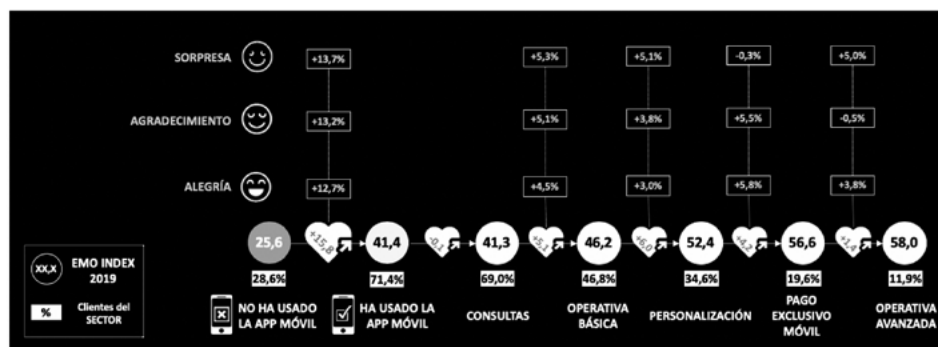 SORPRESA
+13,7%
+5,3%
+5,1%
-0,3%
+5,0%
AGRADECIMIENTO
+13,2%
+5,1%
+3,8%
+5,5%
-0,5%
ALEGRÍA
+12,7%
+4,5%
+3,0%
+5,8%
+3,8%
25,6
+15,8
41,4
-0,1
41,3
+5,1
46,2
+6,0
52,4
+4,2
56,6
+1,4
58,0
28,6%
71,4%
69,0%
46,8%
34,6%
19,6%
11,9%
NO HA USADO
LA APP MÓVIL
HA USADO LA
APP MÓVIL
CONSULTAS
OPERATIVA
BÁSICA
PERSONALIZACIÓN
PAGO
EXCLUSIVO
MÓVIL
OPERATIVA
AVANZADA
XX,X
EMO INDEX
2019
%
Clientes del
SECTOR